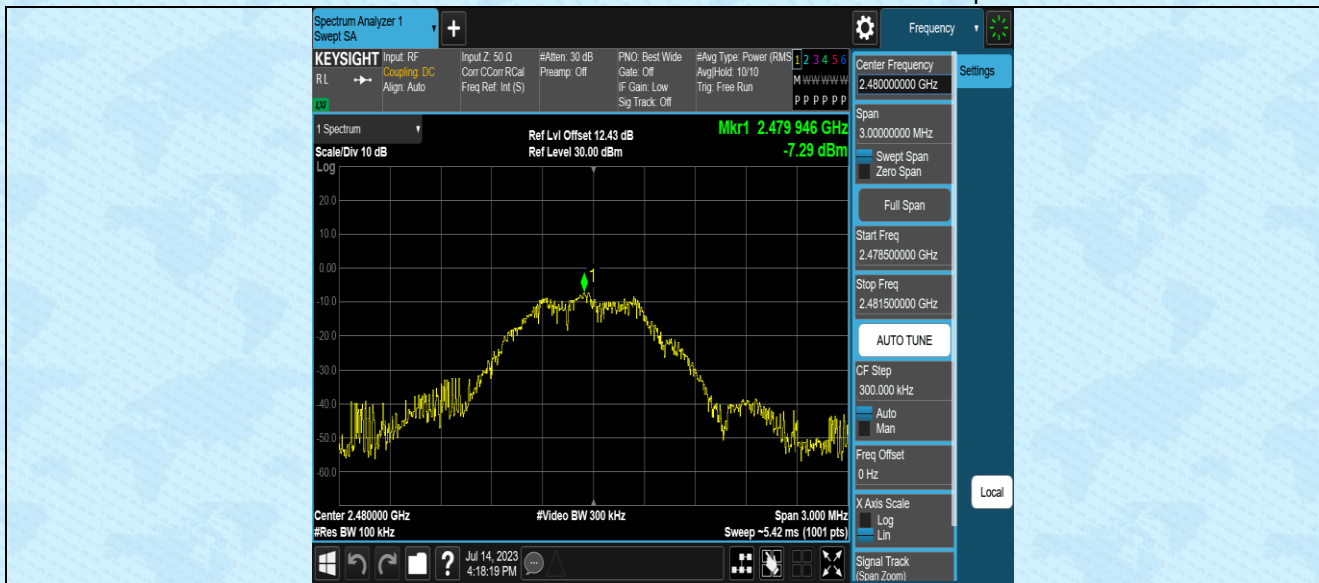 Spectrum Analyzer 1
Swept SA
+
Frequency
KEYSIGHT
RL
LXI
Input: RF
Coupling: DC
Align: Auto
Input Z: 50 Ω
Corr CCorr RCal
Freq Ref: Int (S)
#Atten: 30 dB
Preamp: Off
PNO: Best Wide
Gate: Off
IF Gain: Low
Sig Track: Off
#Avg Type: Power (RMS
Avg|Hold: 10/10
Trig: Free Run
1 2 3 4 5 6
M W W W W W
P P P P P P
1 Spectrum
Scale/Div 10 dB
Log
Ref Lvl Offset 12.43 dB
Ref Level 30.00 dBm
Mkr1 2.479 946 GHz
-7.29 dBm
20.0
10.0
0.00
-10.0
-20.0
-30.0
-40.0
-50.0
-60.0
1
Center 2.480000 GHz
#Res BW 100 kHz
#Video BW 300 kHz
Span 3.000 MHz
Sweep ~5.42 ms (1001 pts)
Center Frequency
2.480000000 GHz
Settings
Span
3.00000000 MHz
Swept Span
Zero Span
Full Span
Start Freq
2.478500000 GHz
Stop Freq
2.481500000 GHz
AUTO TUNE
CF Step
300.000 kHz
Auto
Man
Freq Offset
0 Hz
X Axis Scale
Log
Lin
Local
Signal Track
(Span Zoom)
?
Jul 14, 2023
4:18:19 PM